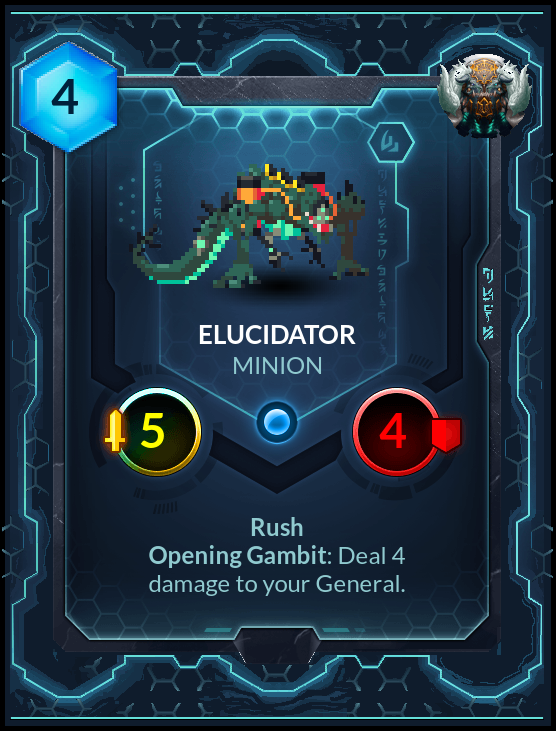 4
ELUCIDATOR
MINION
5
4
Rush
Opening Gambit: Deal 4
damage to your General.